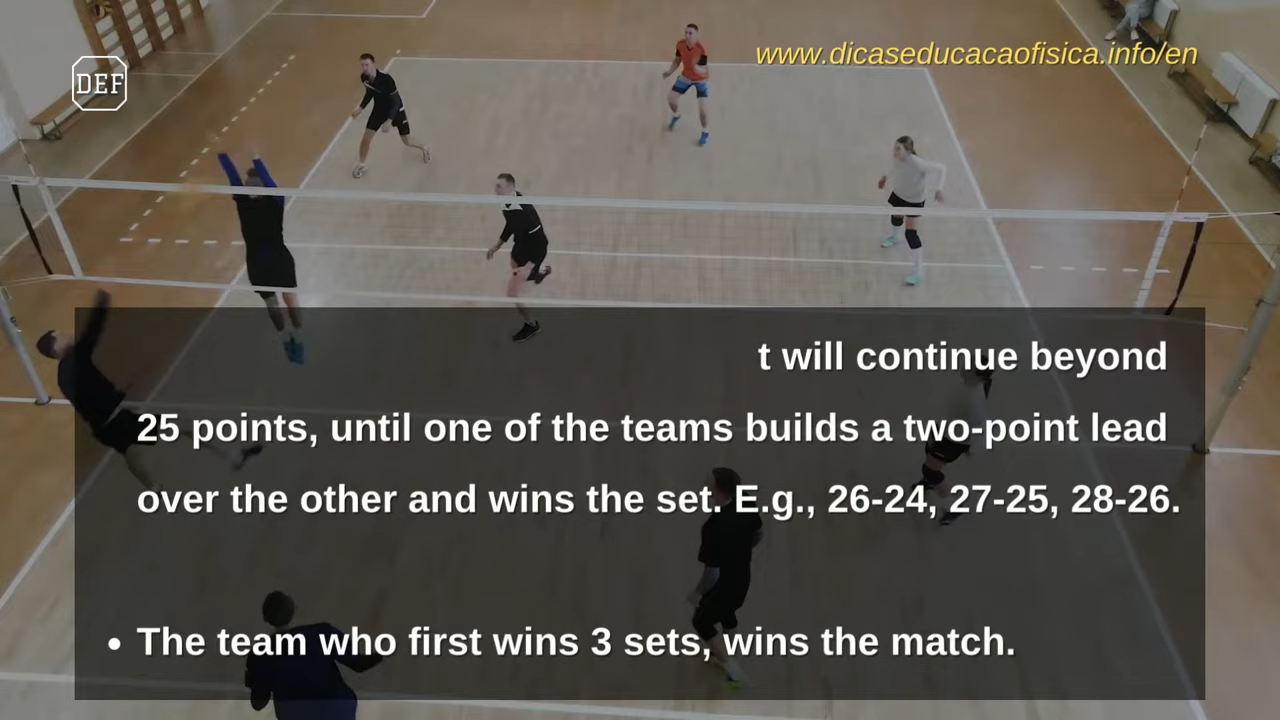 DEF
www.dicaseducacaofisica.info/en
t will continue beyond
25 points, until one of the teams builds a two-point lead
over the other and wins the set. E.g., 26-24, 27-25, 28-26.
• The team who first wins 3 sets, wins the match.